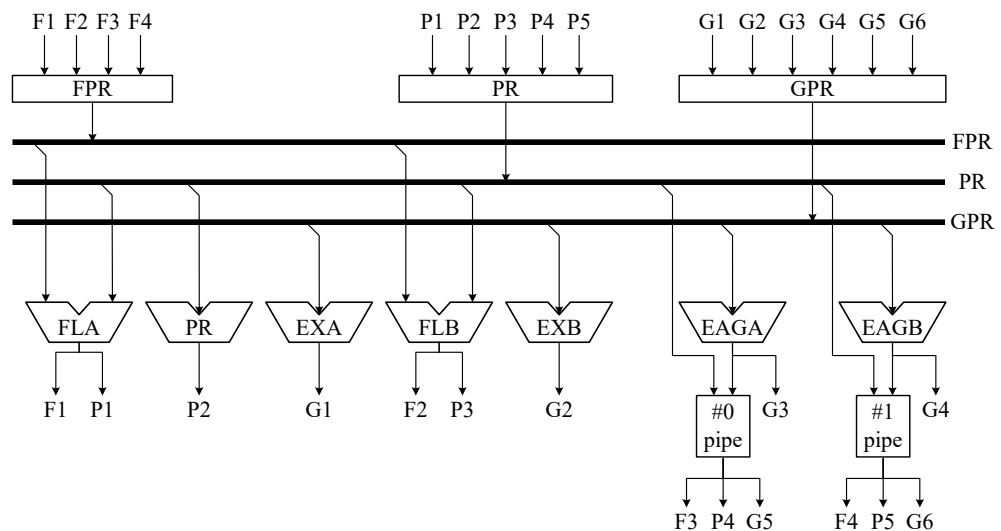 F1 F2 F3 F4 P1 P2 P3 P4 P5 G1 G2 G3 G4 G5 G6
FPR PR GPR
FPR
PR
GPR
FLA PR EXA FLB EXB EAGA EAGB
F1 P1 P2 G1 F2 P3 G2 #0 G3 #1 G4
pipe pipe
F3 P4 G5 F4 P5 G6